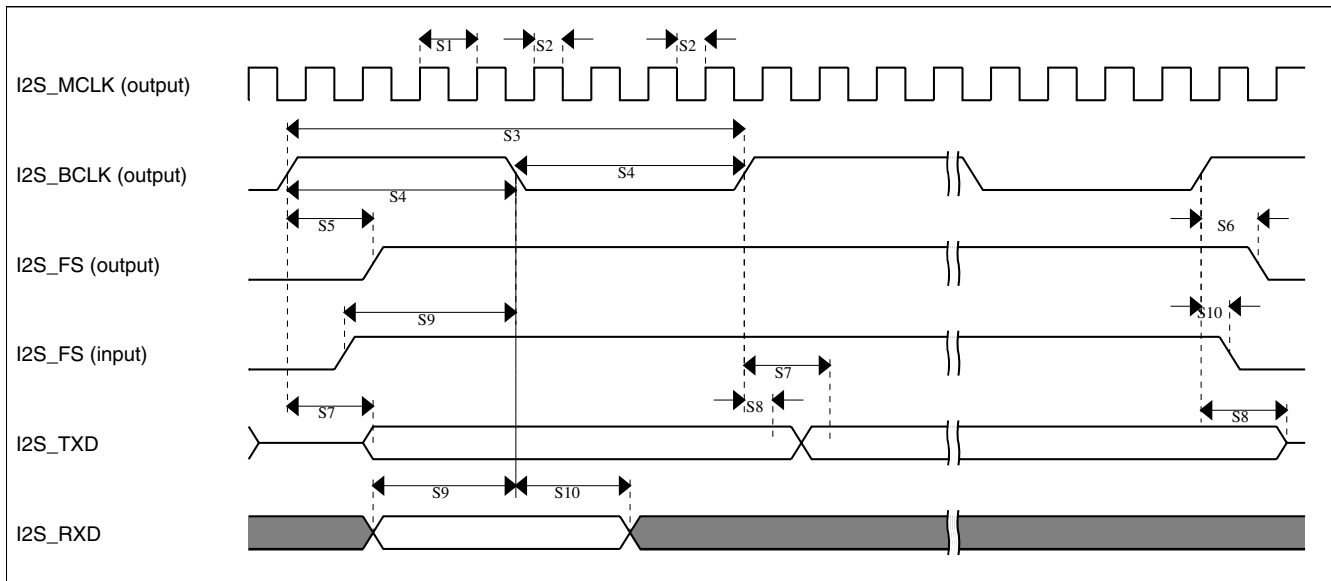 S1 S2 S2
I2S_MCLK (output)
S3
I2S_BCLK (output)
S4
S4
S5 S6
I2S_FS (output)
S9 S10
I2S_FS (input)
S7
S7 S8 S8
I2S_TXD
S9 S10
I2S_RXD